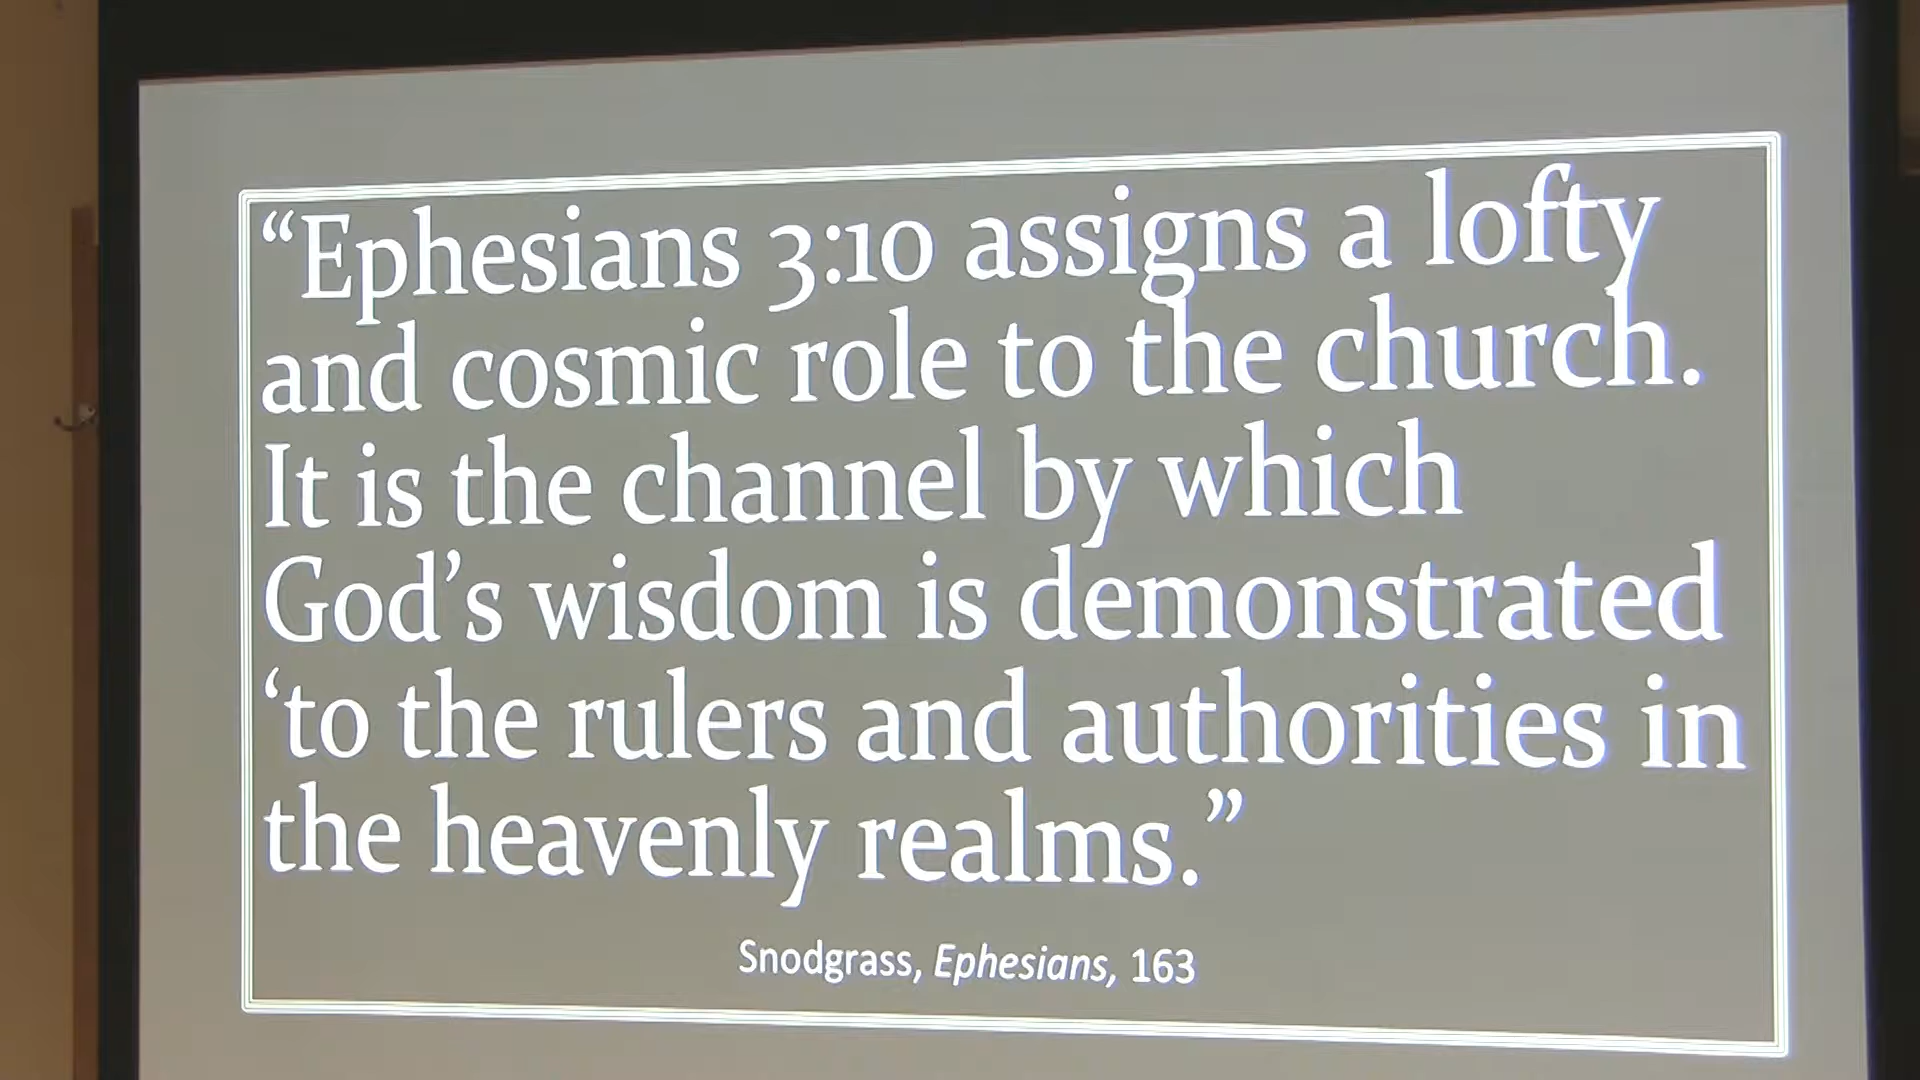 “Ephesians 3:10 assigns a lofty
and cosmic role to the church.
It is the channel by which
God’s wisdom is demonstrated
‘to the rulers and authorities in
the heavenly realms.”
Snodgrass, Ephesians, 163